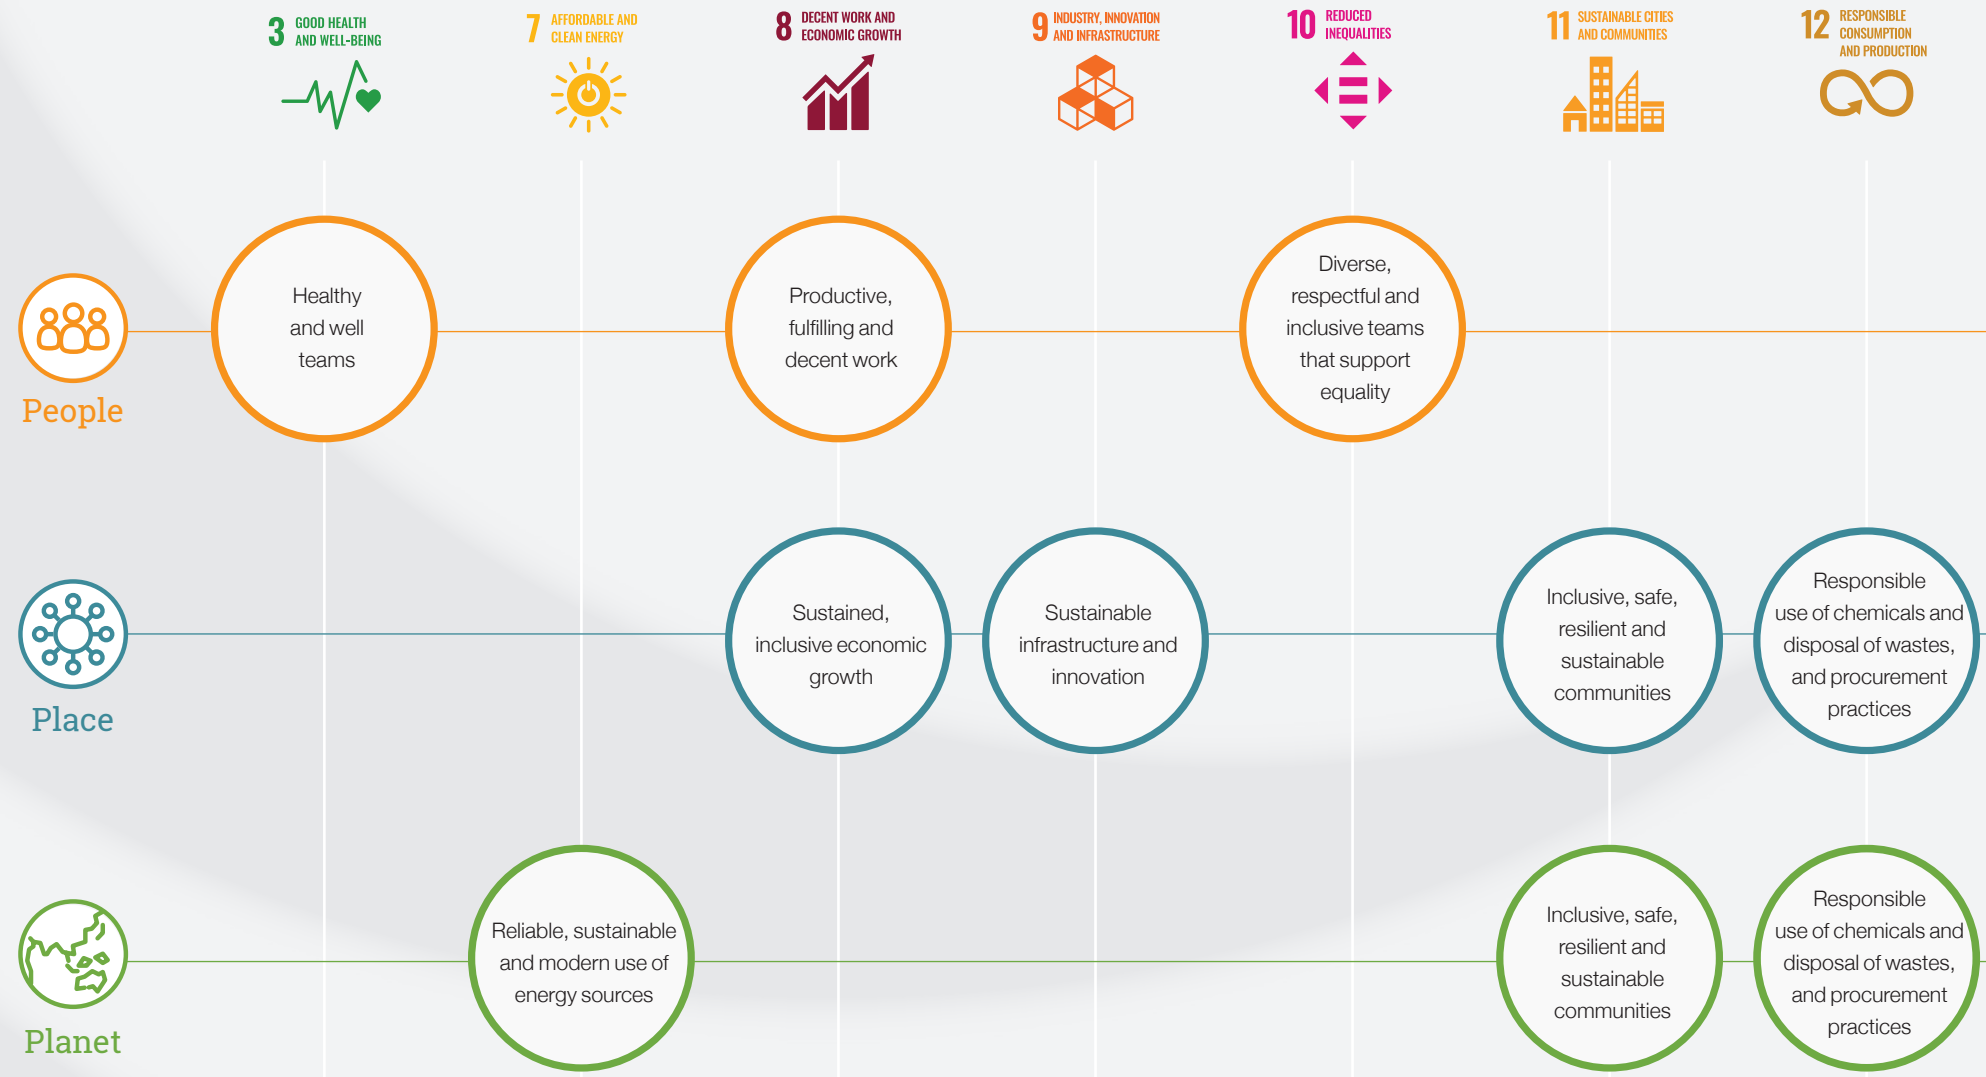 3 GOOD HEALTH
AND WELL-BEING
7 AFFORDABLE AND
CLEAN ENERGY
8 DECENT WORK AND
ECONOMIC GROWTH
9 INDUSTRY, INNOVATION
AND INFRASTRUCTURE
10 REDUCED
INEQUALITIES
11 SUSTAINABLE CITIES
AND COMMUNITIES
12 RESPONSIBLE
CONSUMPTION
AND PRODUCTION
People
Healthy
and well
teams
Productive,
fulfilling and
decent work
Diverse,
respectful and
inclusive teams
that support
equality
Place
Sustained,
inclusive economic
growth
Sustainable
infrastructure and
innovation
Inclusive, safe,
resilient and
sustainable
communities
Responsible
use of chemicals and
disposal of wastes,
and procurement
practices
Planet
Reliable, sustainable
and modern use of
energy sources
Inclusive, safe,
resilient and
sustainable
communities
Responsible
use of chemicals and
disposal of wastes,
and procurement
practices